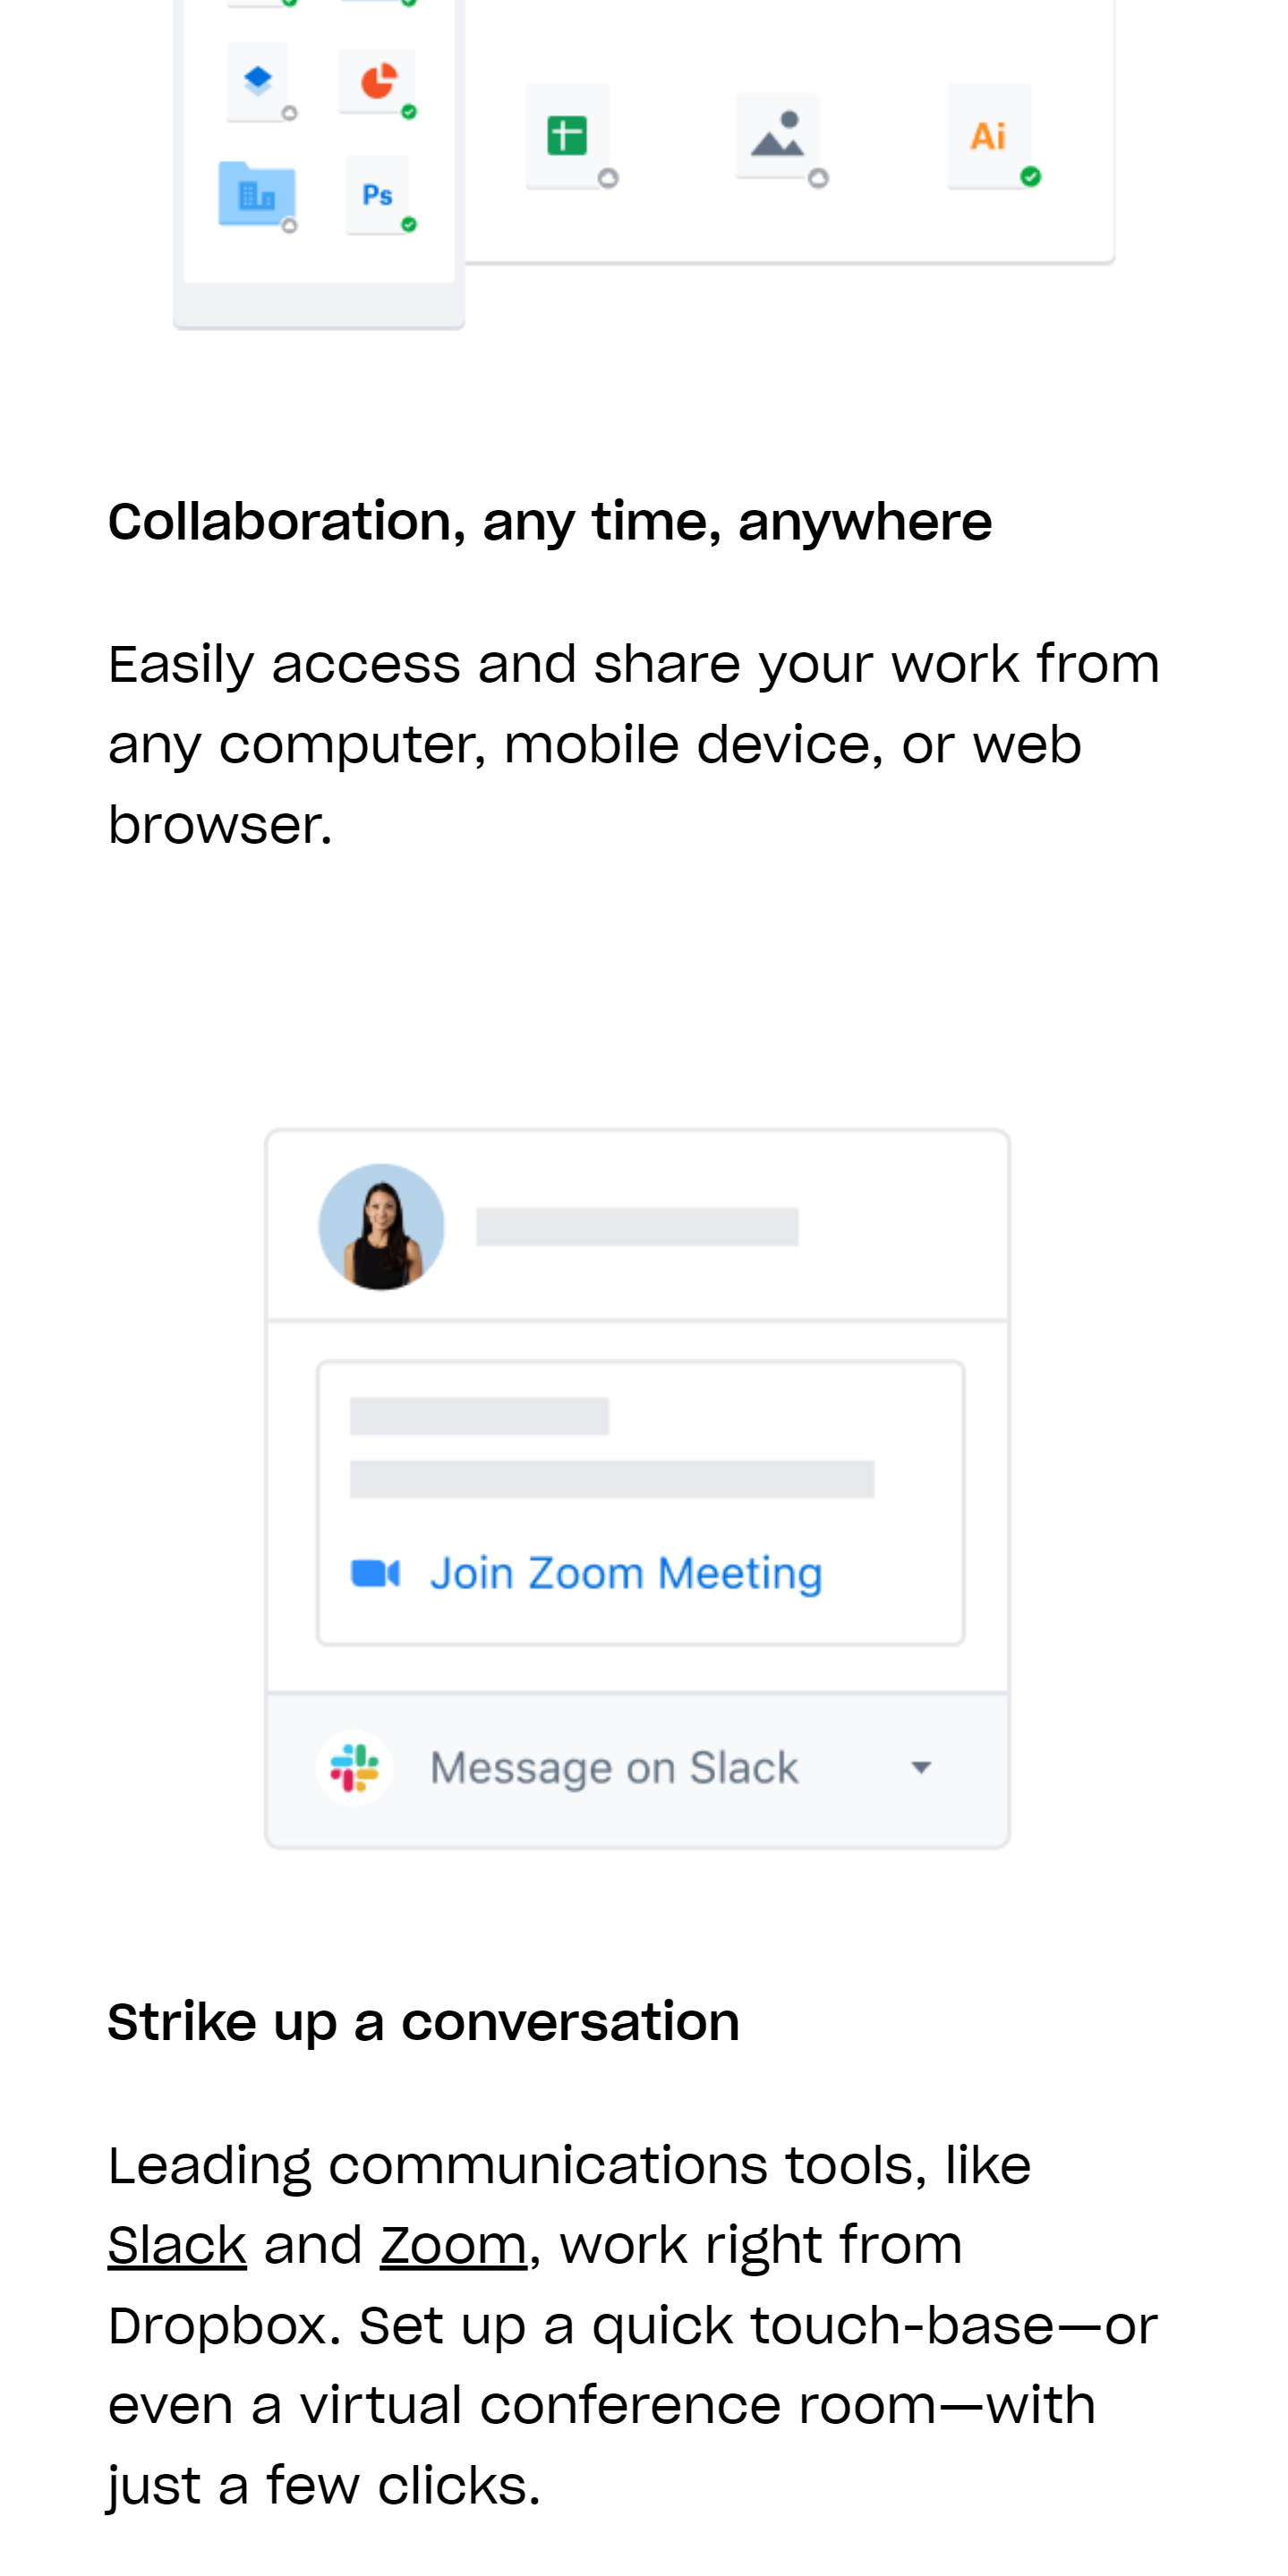 Ai
Ps
Collaboration, any time, anywhere
Easily access and share your work from
any computer, mobile device, or web
browser.
Join Zoom Meeting
Message on Slack
Strike up a conversation
Leading communications tools, like
Slack and Zoom, work right from
Dropbox. Set up a quick touch-base—or
even a virtual conference room—with
just a few clicks.